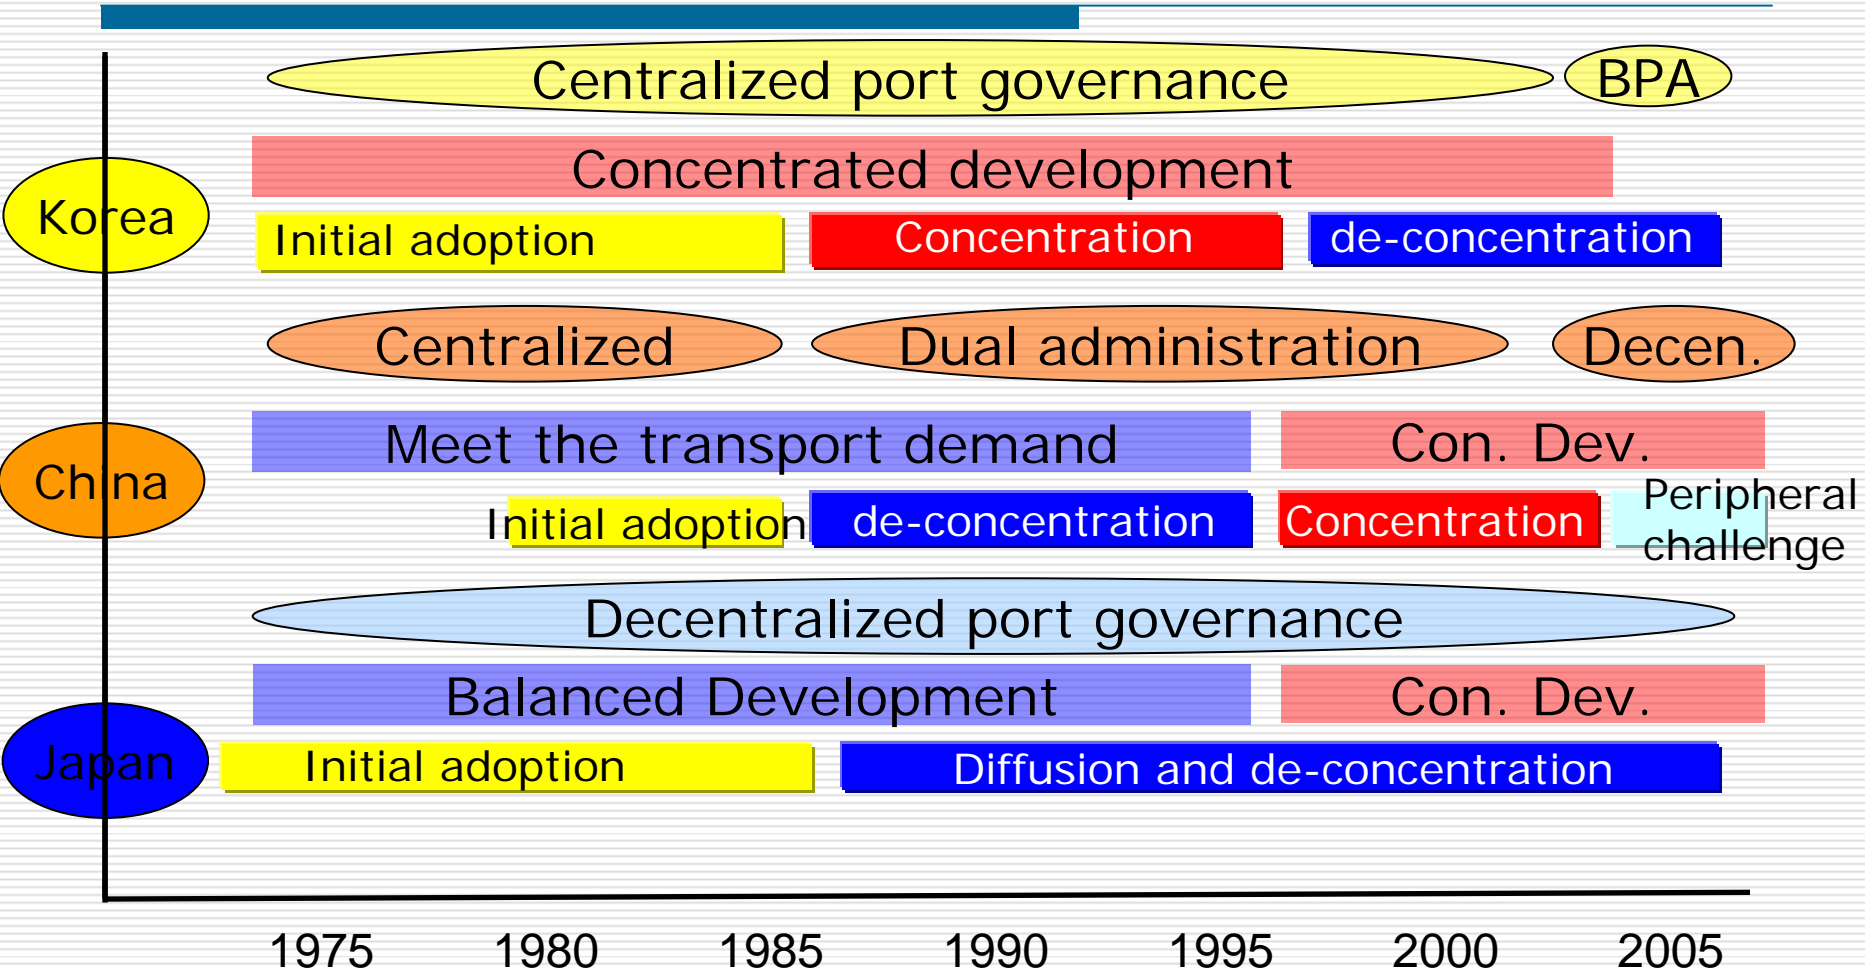 Centralized port governance
BPA
Concentrated development
Korea
Initial adoption
Concentration
de-concentration
Centralized
Dual administration
Decen.
Meet the transport demand
Con. Dev.
China
Initial adoption
de-concentration
Concentration
Peripheral
challenge
Decentralized port governance
Balanced Development
Con. Dev.
Japan
Initial adoption
Diffusion and de-concentration
1975
1980
1985
1990
1995
2000
2005